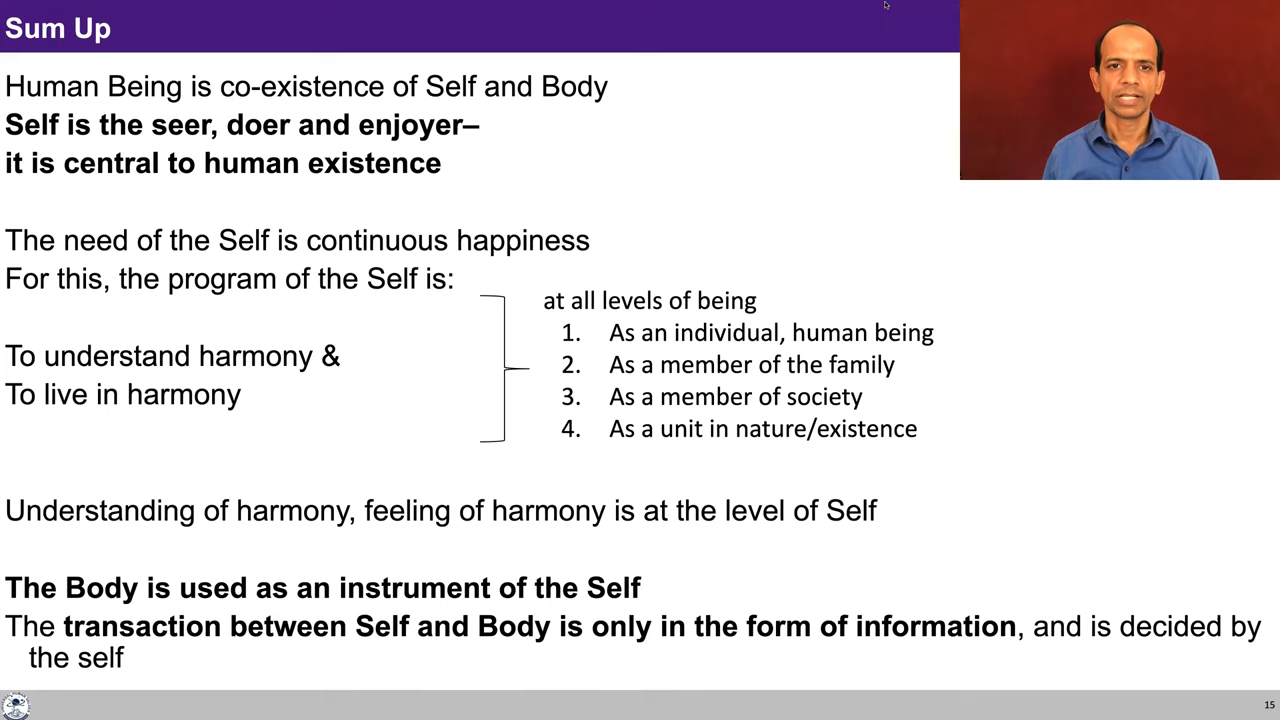 Sum Up
Human Being is co-existence of Self and Body
Self is the seer, doer and enjoyer–
it is central to human existence
The need of the Self is continuous happiness
For this, the program of the Self is:
To understand harmony &
To live in harmony
at all levels of being
1. As an individual, human being
2. As a member of the family
3. As a member of society
4. As a unit in nature/existence
Understanding of harmony, feeling of harmony is at the level of Self
The Body is used as an instrument of the Self
The transaction between Self and Body is only in the form of information, and is decided by
the self
15